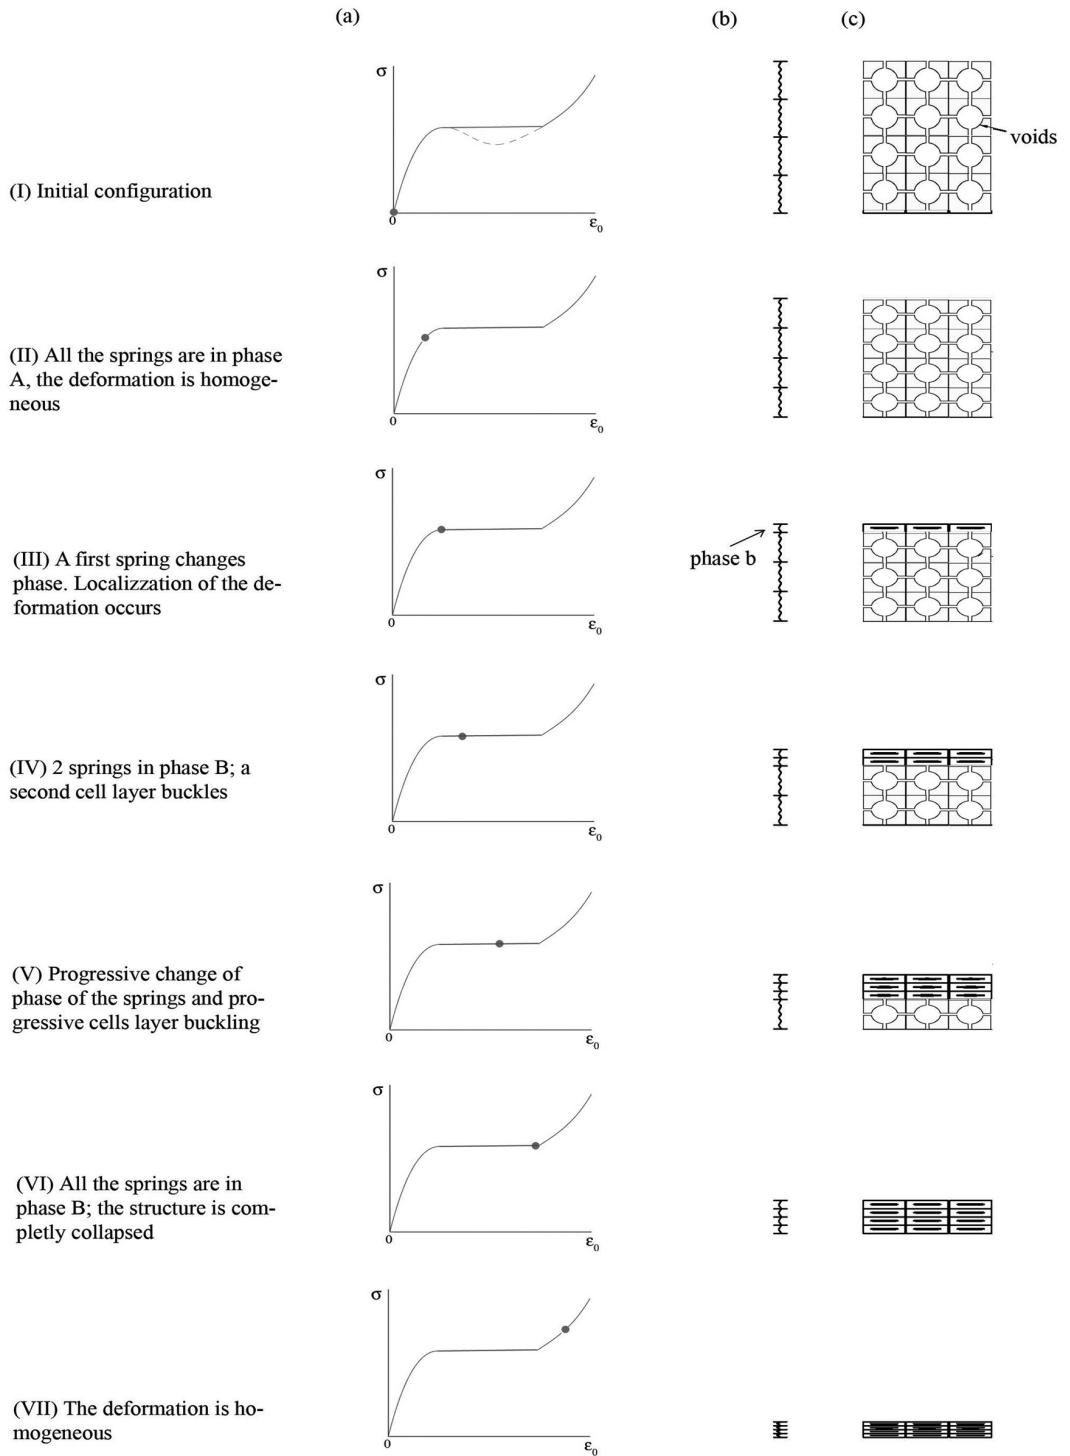 (a)
(b)
(c)
σ
voids
(I) Initial configuration
0
ε₀
σ
(II) All the springs are in phase
A, the deformation is homoge-
neous
0
ε₀
σ
phase b
(III) A first spring changes
phase. Localizzation of the de-
formation occurs
0
ε₀
σ
(IV) 2 springs in phase B; a
second cell layer buckles
0
ε₀
σ
(V) Progressive change of
phase of the springs and pro-
gressive cells layer buckling
0
ε₀
σ
(VI) All the springs are in
phase B; the structure is com-
pletly collapsed
0
ε₀
σ
(VII) The deformation is ho-
mogeneous
0
ε₀